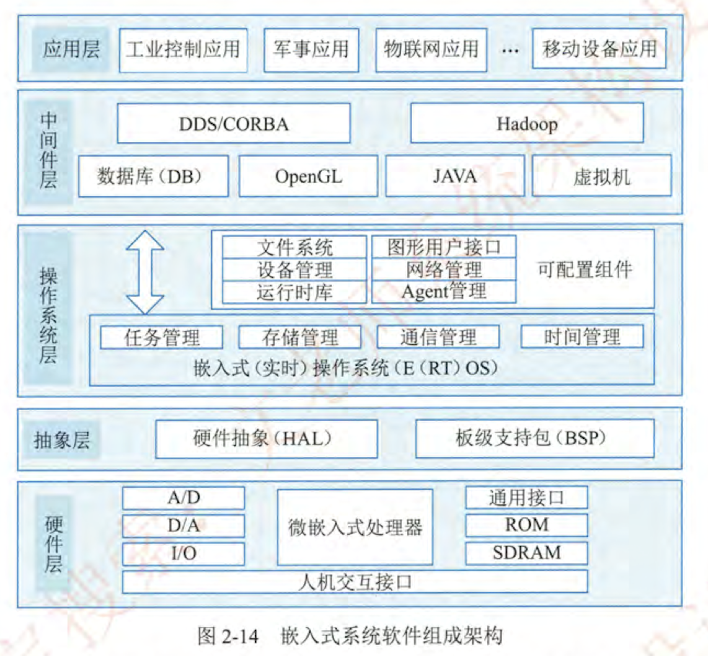 应用层 工业控制应用 军事应用 物联网应用 … 移动设备应用
中间件层
DDS/CORBA Hadoop
数据库(DB) OpenGL JAVA 虚拟机
操作系统层
文件系统 图形用户接口
设备管理 网络管理 可配置组件
运行时库 Agent管理
任务管理 存储管理 通信管理 时间管理
嵌入式(实时)操作系统(E(RT)OS)
抽象层 硬件抽象(HAL) 板级支持包(BSP)
硬件层
A/D 通用接口
D/A 微嵌入式处理器 ROM
I/O SDRAM
人机交互接口
图 2-14 嵌入式系统软件组成架构